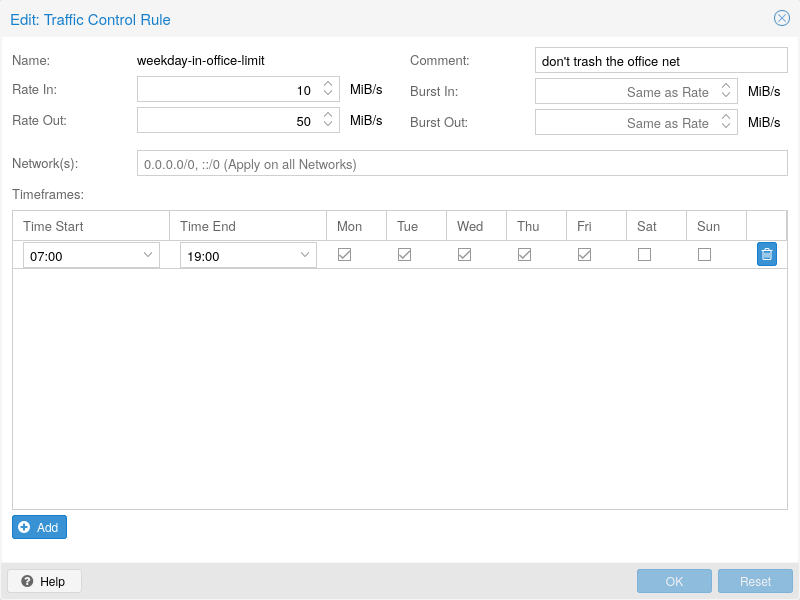 Edit: Traffic Control Rule
Name: weekday-in-office-limit Comment: don't trash the office net
Rate In: 10 MiB/s Burst In: Same as Rate MiB/s
Rate Out: 50 MiB/s Burst Out: Same as Rate MiB/s
Network(s): 0.0.0.0/0, ::/0 (Apply on all Networks)
Timeframes:
Time Start Time End Mon Tue Wed Thu Fri Sat Sun
07:00 19:00
Add
Help OK Reset